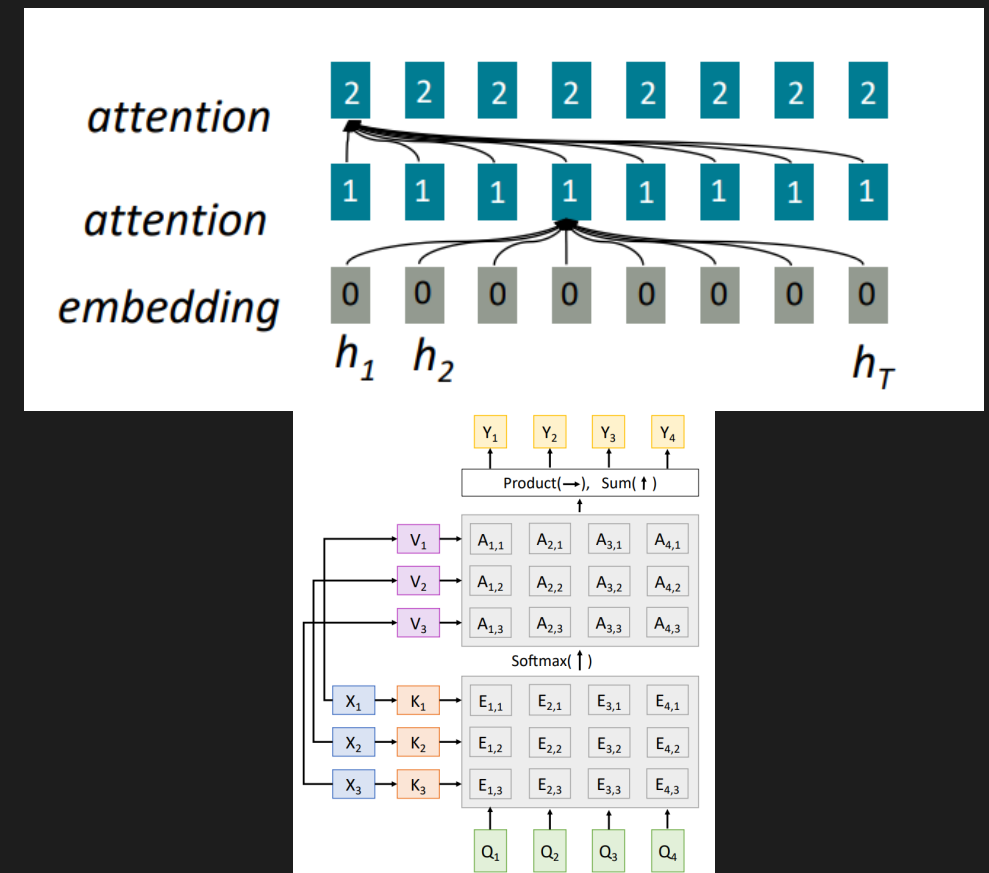 attention 2 2 2 2 2 2 2 2
attention 1 1 1 1 1 1 1 1
embedding 0 0 0 0 0 0 0 0
h₁ h₂ h_T
Y₁ Y₂ Y₃ Y₄
Product(→), Sum(↑)
V₁ A₁,₁ A₂,₁ A₃,₁ A₄,₁
V₂ A₁,₂ A₂,₂ A₃,₂ A₄,₂
V₃ A₁,₃ A₂,₃ A₃,₃ A₄,₃
Softmax(↑)
X₁ K₁ E₁,₁ E₂,₁ E₃,₁ E₄,₁
X₂ K₂ E₁,₂ E₂,₂ E₃,₂ E₄,₂
X₃ K₃ E₁,₃ E₂,₃ E₃,₃ E₄,₃
Q₁ Q₂ Q₃ Q₄